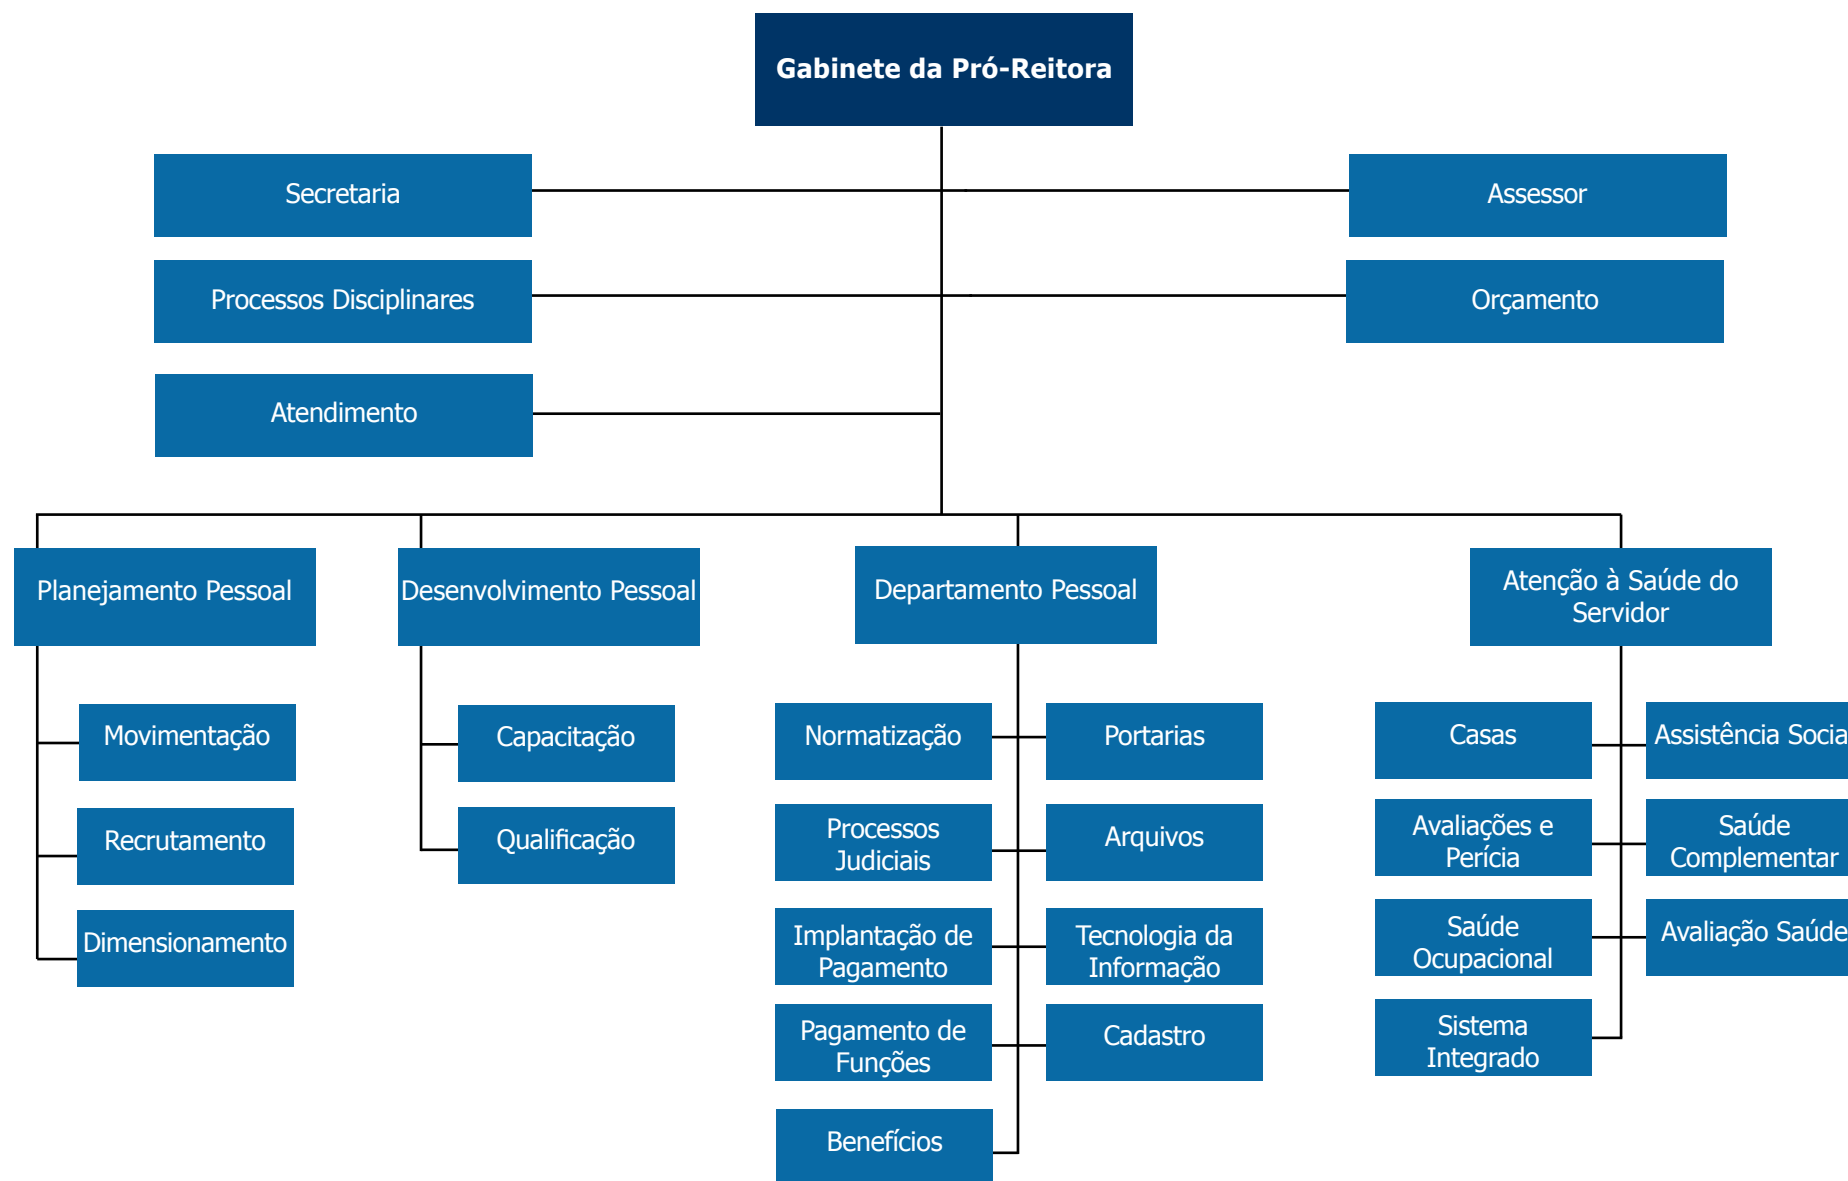 Gabinete da Pró-Reitora
Secretaria
Assessor
Processos Disciplinares
Orçamento
Atendimento
Planejamento Pessoal
Desenvolvimento Pessoal
Departamento Pessoal
Atenção à Saúde do
Servidor
Movimentação
Recrutamento
Dimensionamento
Capacitação
Qualificação
Normatização
Portarias
Processos
Judiciais
Arquivos
Implantação de
Pagamento
Tecnologia da
Informação
Pagamento de
Funções
Cadastro
Benefícios
Casas
Assistência Socia
Avaliações e
Perícia
Saúde
Complementar
Saúde
Ocupacional
Avaliação Saúde
Sistema
Integrado